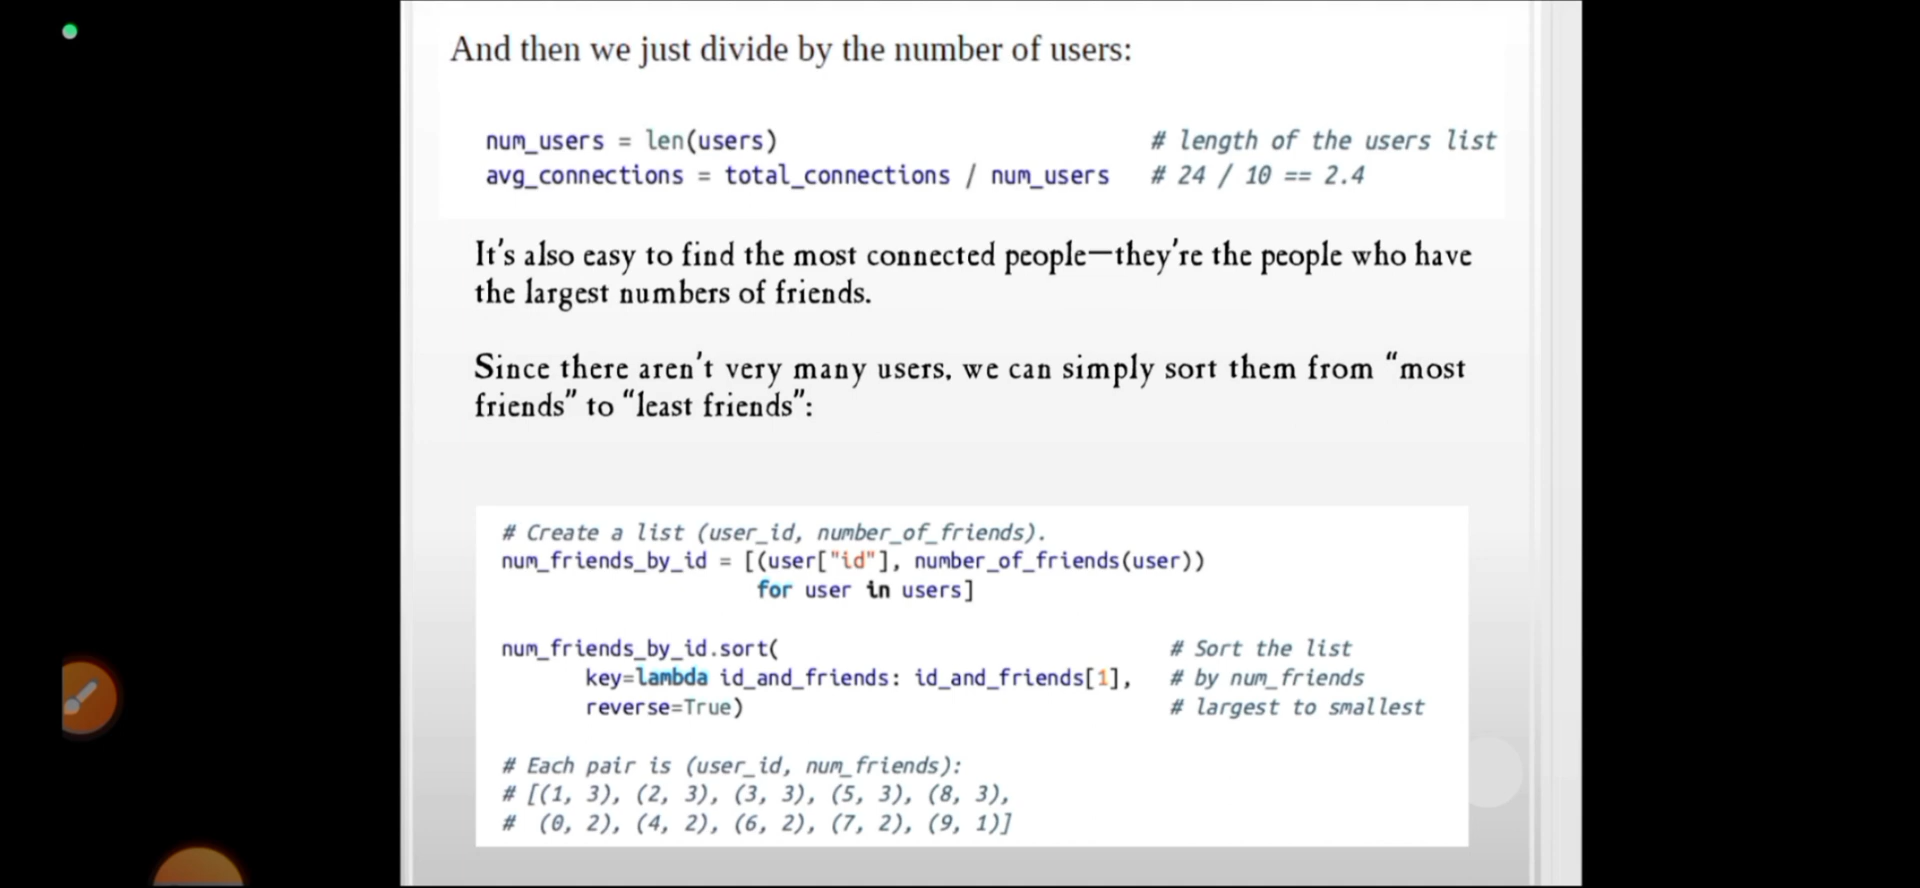 And then we just divide by the number of users:
num_users = len(users) # length of the users list
avg_connections = total_connections / num_users # 24 / 10 == 2.4
It's also easy to find the most connected people—they're the people who have
the largest numbers of friends.
Since there aren't very many users, we can simply sort them from “most
friends” to “least friends”:
# Create a list (user_id, number_of_friends).
num_friends_by_id = [(user["id"], number_of_friends(user))
for user in users]
num_friends_by_id.sort( # Sort the list
key=lambda id_and_friends: id_and_friends[1], # by num_friends
reverse=True) # largest to smallest
# Each pair is (user_id, num_friends):
# [(1, 3), (2, 3), (3, 3), (5, 3), (8, 3),
# (0, 2), (4, 2), (6, 2), (7, 2), (9, 1)]